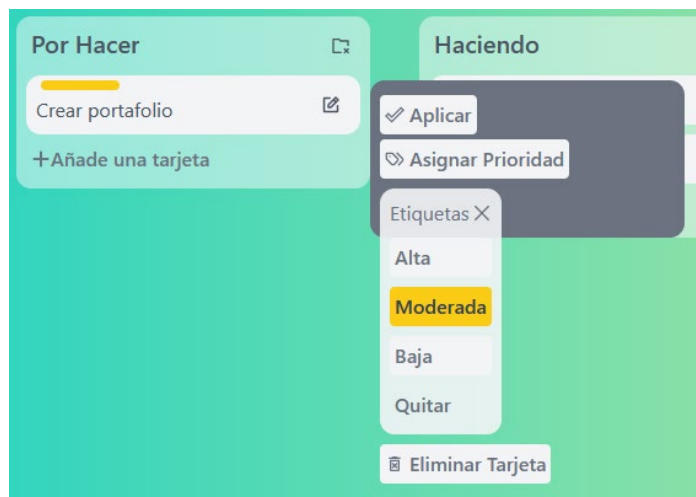 Por Hacer
Crear portafolio
+Añade una tarjeta
Haciendo
Aplicar
Asignar Prioridad
Etiquetas
Alta
Moderada
Baja
Quitar
Eliminar Tarjeta